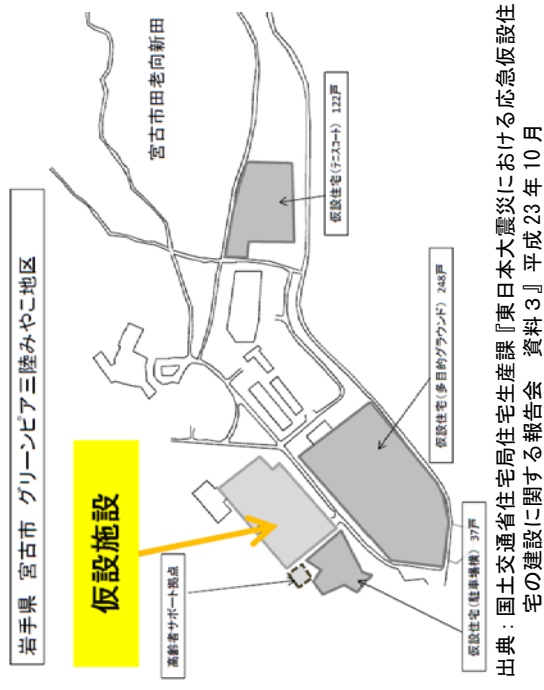 岩手県 宮古市 グリーンピア三陸みやこ地区
仮設施設
宮古市田老向新田
高齢者サポート拠点
仮設住宅(テニスコート) 122戸
仮設住宅(多目的グラウンド) 248戸
仮設住宅(駐車場横) 37戸
出典:国土交通省住宅局住宅生産課『東日本大震災における応急仮設住
宅の建設に関する報告会 資料3』平成23年10月